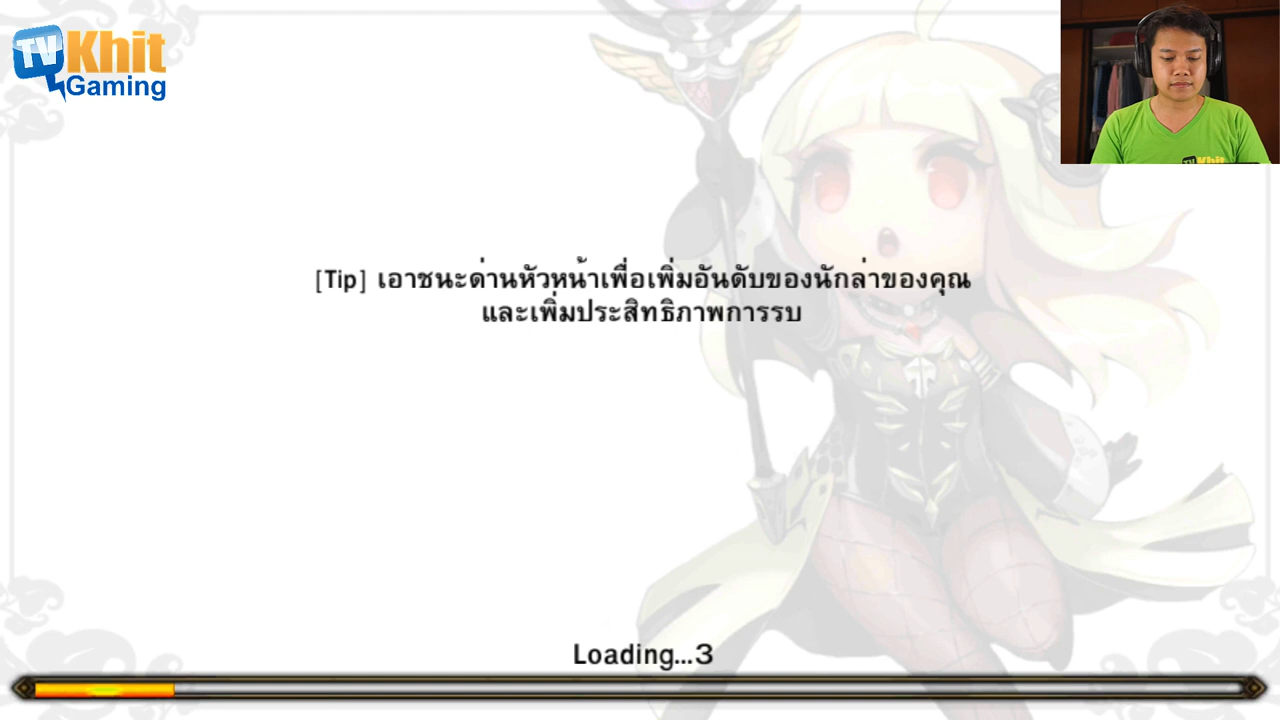 TV Khit
Gaming
[Tip] เอาชนะด่านหัวหน้าเพื่อเพิ่มอันดับของนักล่าของคุณ
และเพิ่มประสิทธิภาพการรบ
Loading...3
TV Khit